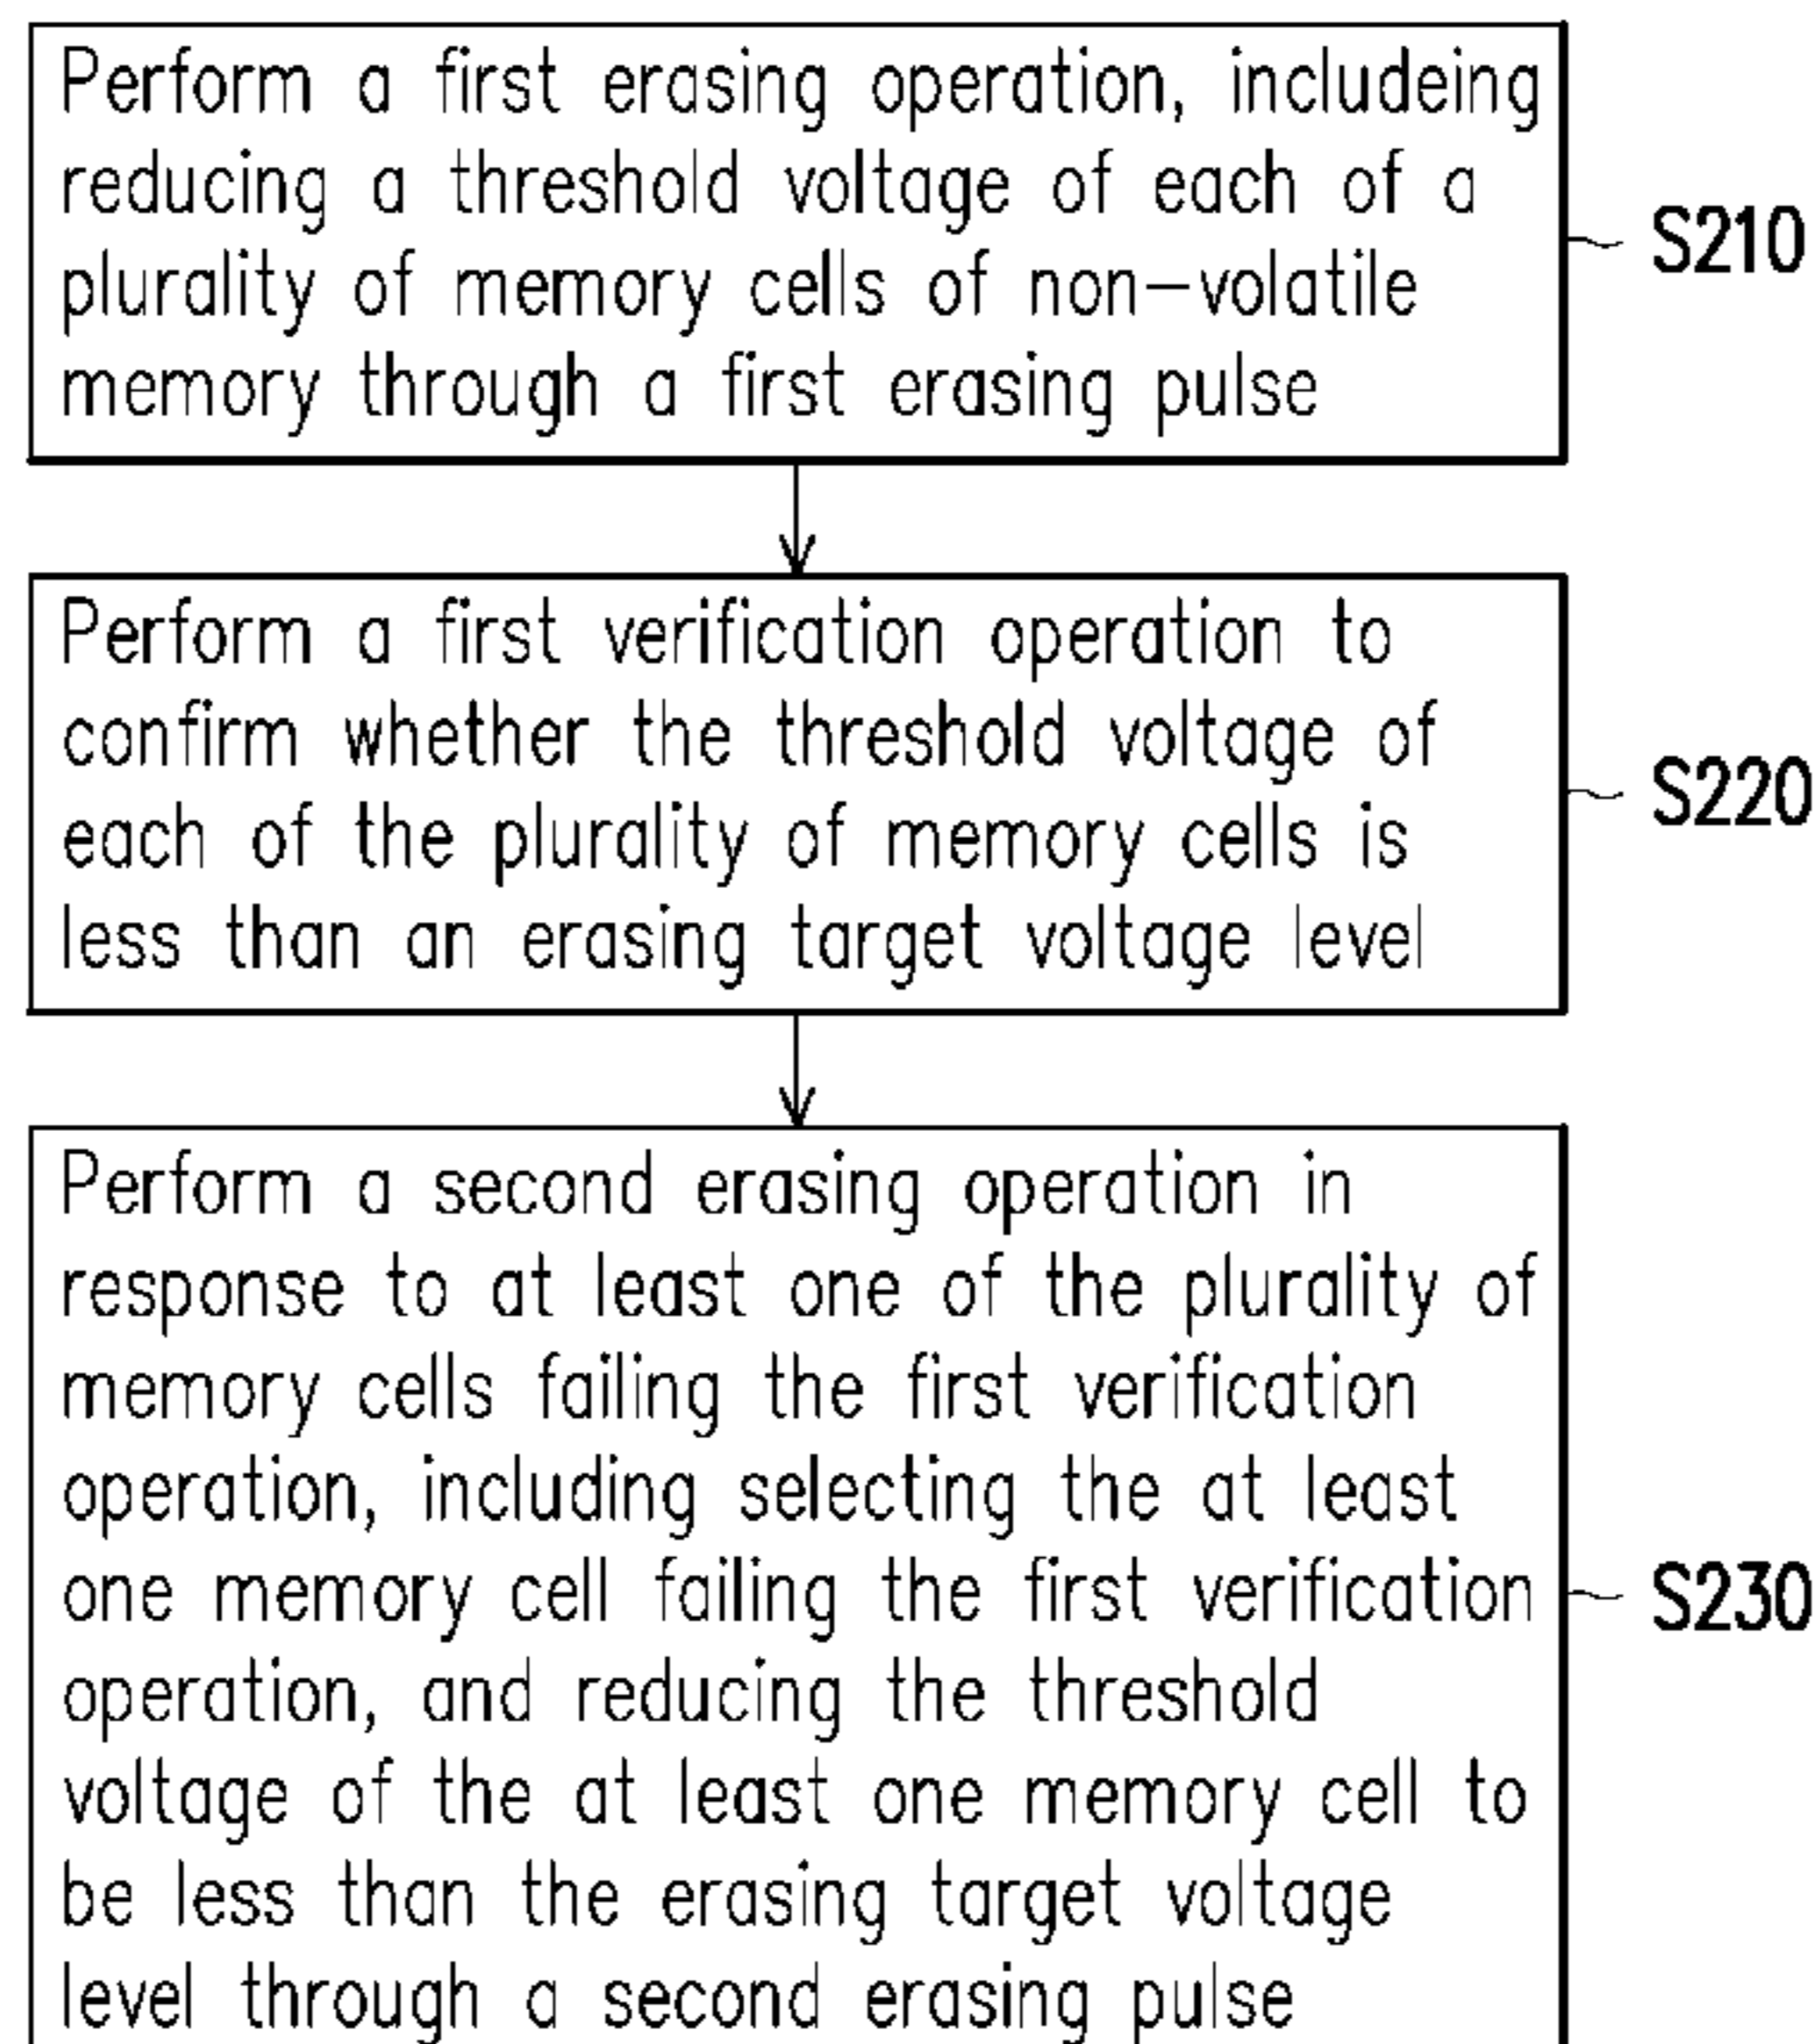 Perform a first erasing operation, includeing
reducing a threshold voltage of each of a
plurality of memory cells of non-volatile
memory through a first erasing pulse
S210
Perform a first verification operation to
confirm whether the threshold voltage of
each of the plurality of memory cells is
less than an erasing target voltage level
S220
Perform a second erasing operation in
response to at least one of the plurality of
memory cells failing the first verification
operation, including selecting the at least
one memory cell failing the first verification
operation, and reducing the threshold
voltage of the at least one memory cell to
be less than the erasing target voltage
level through a second erasing pulse
S230